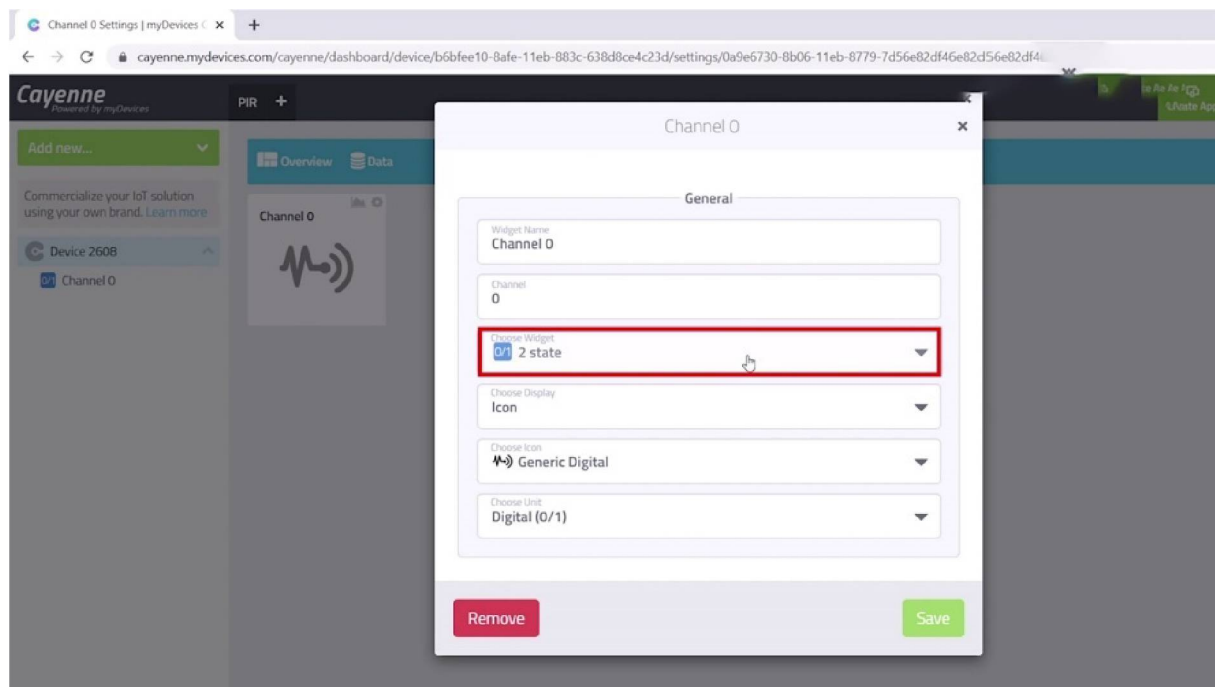 Channel 0 Settings | myDevices C
cayenne.mydevices.com/cayenne/dashboard/device/b6bfee10-8afe-11eb-883c-638d8ce4c23d/settings/0a9e6730-8b06-11eb-8779-7d56e82df46e82d56e82df4
Cayenne
Powered by myDevices
PIR +
Add new...
Overview
Data
Commercialize your IoT solution
using your own brand. Learn more
Device 2608
0/1 Channel 0
Channel 0
Channel 0
General
Widget Name
Channel 0
Channel
0
Choose Widget
0/1 2 state
Choose Display
Icon
Choose Icon
Generic Digital
Choose Unit
Digital (0/1)
Remove
Save